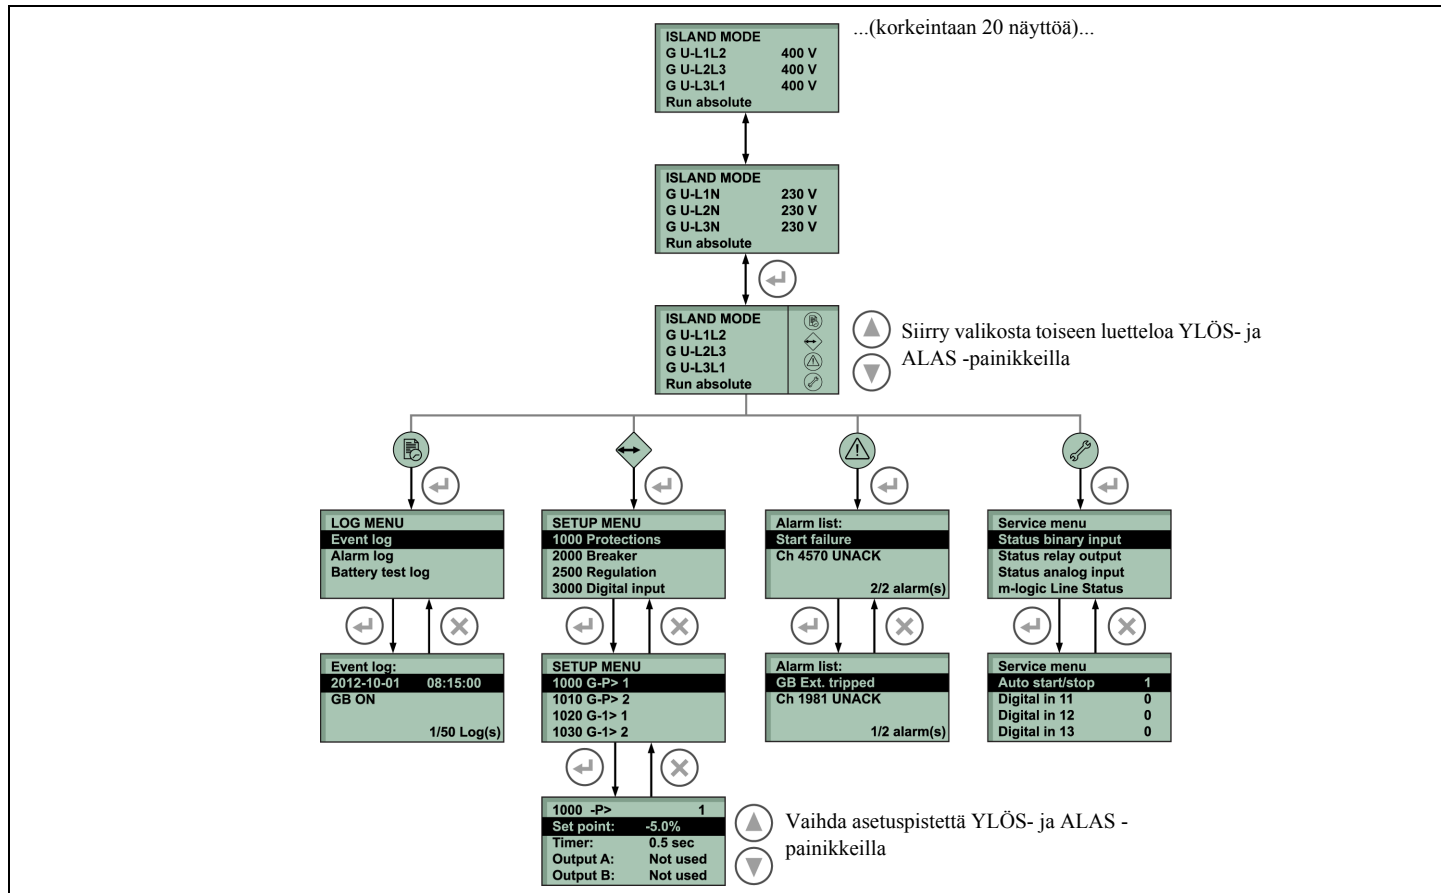 ...(korkeintaan 20 näyttöä)...
ISLAND MODE
G U-L1L2 400 V
G U-L2L3 400 V
G U-L3L1 400 V
Run absolute
ISLAND MODE
G U-L1N 230 V
G U-L2N 230 V
G U-L3N 230 V
Run absolute
ISLAND MODE
G U-L1L2
G U-L2L3
G U-L3L1
Run absolute
Siirry valikosta toiseen luetteloa YLÖS- ja
ALAS -painikkeilla
LOG MENU
Event log
Alarm log
Battery test log
SETUP MENU
1000 Protections
2000 Breaker
2500 Regulation
3000 Digital input
Alarm list:
Start failure
Ch 4570 UNACK
2/2 alarm(s)
Service menu
Status binary input
Status relay output
Status analog input
m-logic Line Status
Event log:
2012-10-01 08:15:00
GB ON
1/50 Log(s)
SETUP MENU
1000 G-P> 1
1010 G-P> 2
1020 G-1> 1
1030 G-1> 2
Alarm list:
GB Ext. tripped
Ch 1981 UNACK
1/2 alarm(s)
Service menu
Auto start/stop 1
Digital in 11 0
Digital in 12 0
Digital in 13 0
1000 -P> 1
Set point: -5.0%
Timer: 0.5 sec
Output A: Not used
Output B: Not used
Vaihda asetuspistettä YLÖS- ja ALAS -
painikkeilla